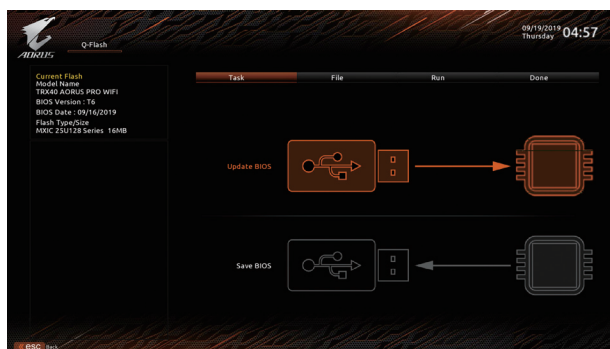 09/19/2019
Thursday 04:57
Q-Flash
AORUS
Current Flash
Model Name
TRX40 AORUS PRO WIFI
BIOS Version : T6
BIOS Date : 09/16/2019
Flash Type/Size
MXIC 25U128 Series 16MB
Task File Run Done
Update BIOS
Save BIOS
esc Back